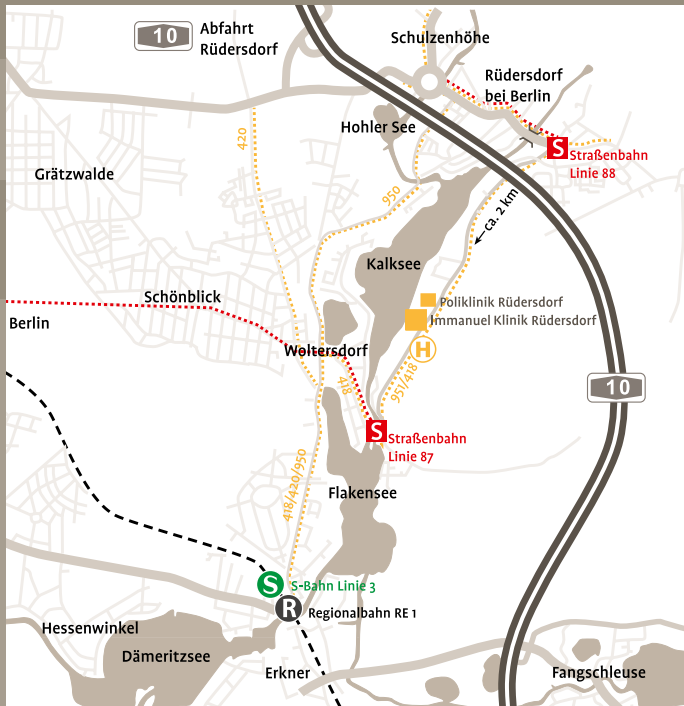 10
Abfahrt
Rüdersdorf
Schulzenhöhe
Rüdersdorf
bei Berlin
Hohler See
420
S
Straßenbahn
Linie 88
Grätzwalde
950
ca. 2 km
Kalksee
Schönblick
Poliklinik Rüdersdorf
Immanuel Klinik Rüdersdorf
Berlin
Woltersdorf
H
418
951/418
10
S
Straßenbahn
Linie 87
Flakensee
418/420/950
S
S-Bahn Linie 3
R
Regionalbahn RE 1
Hessenwinkel
Dämeritzsee
Erkner
Fangschleuse